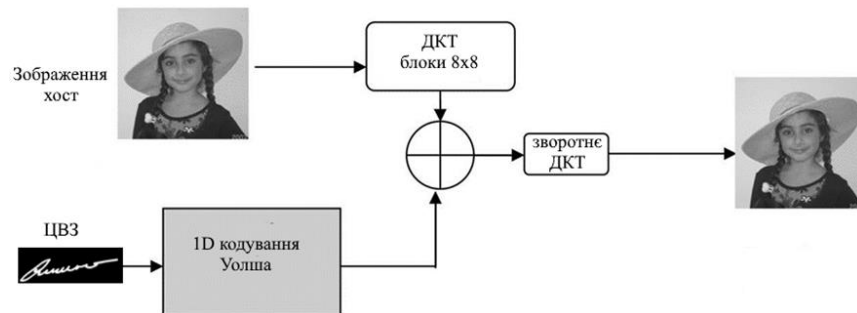 Зображення
хост
ДКТ
блоки 8x8
зворотнє
ДКТ
ЦВЗ
1D кодування
Уолша